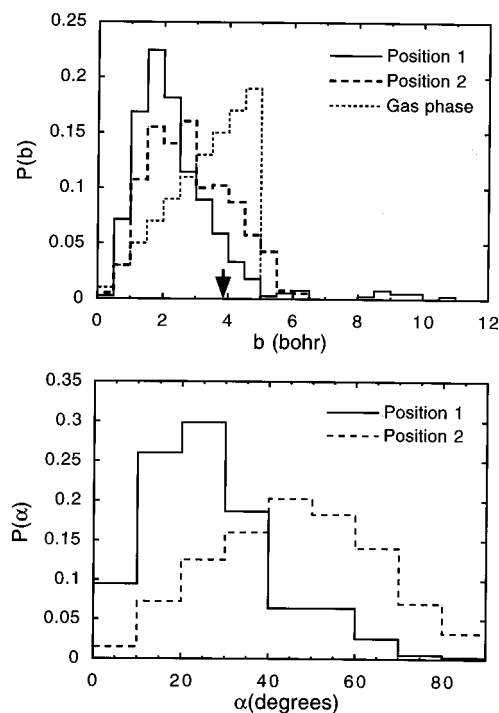 0.25
0.2
0.15
0.1
0.05
0
P(b)
Position 1
Position 2
Gas phase
0 2 4 6 8 10 12
b (bohr)
0.35
0.3
0.25
0.2
0.15
0.1
0.05
0
P(α)
Position 1
Position 2
0 20 40 60 80
α(degrees)